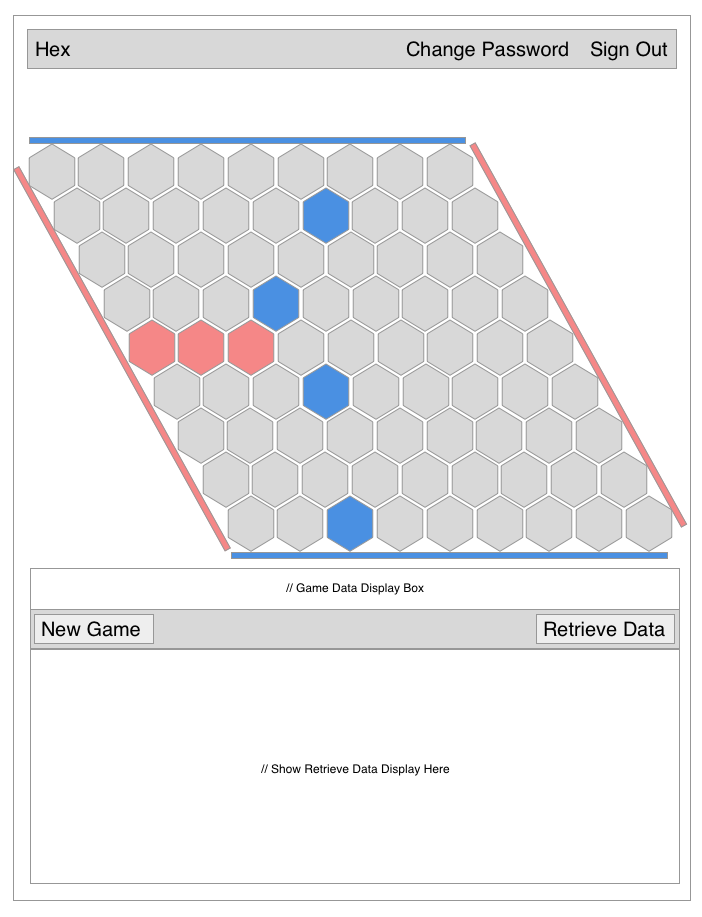 Hex Change Password Sign Out
// Game Data Display Box
New Game Retrieve Data
// Show Retrieve Data Display Here